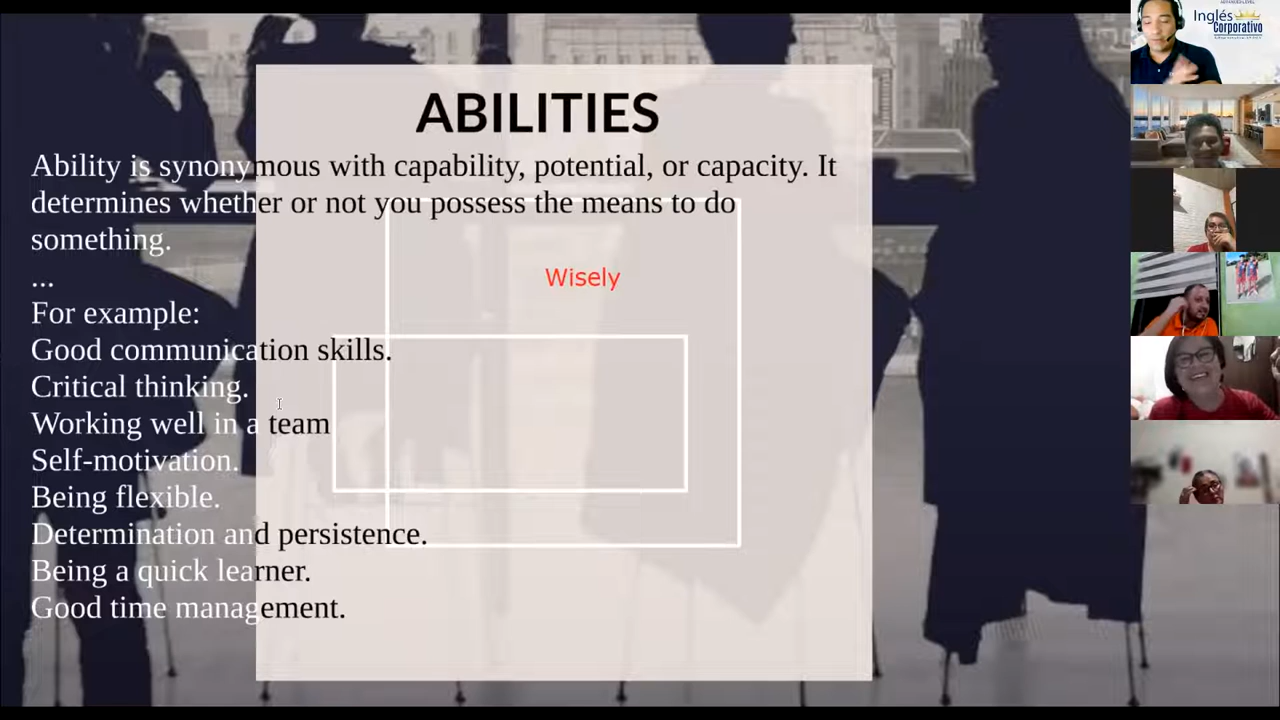 ABILITIES
Ability is synonymous with capability, potential, or capacity. It
determines whether or not you possess the means to do
something.
...
Wisely
For example:
Good communication skills.
Critical thinking.
Working well in a team
Self-motivation.
Being flexible.
Determination and persistence.
Being a quick learner.
Good time management.
Inglés
Corporativo